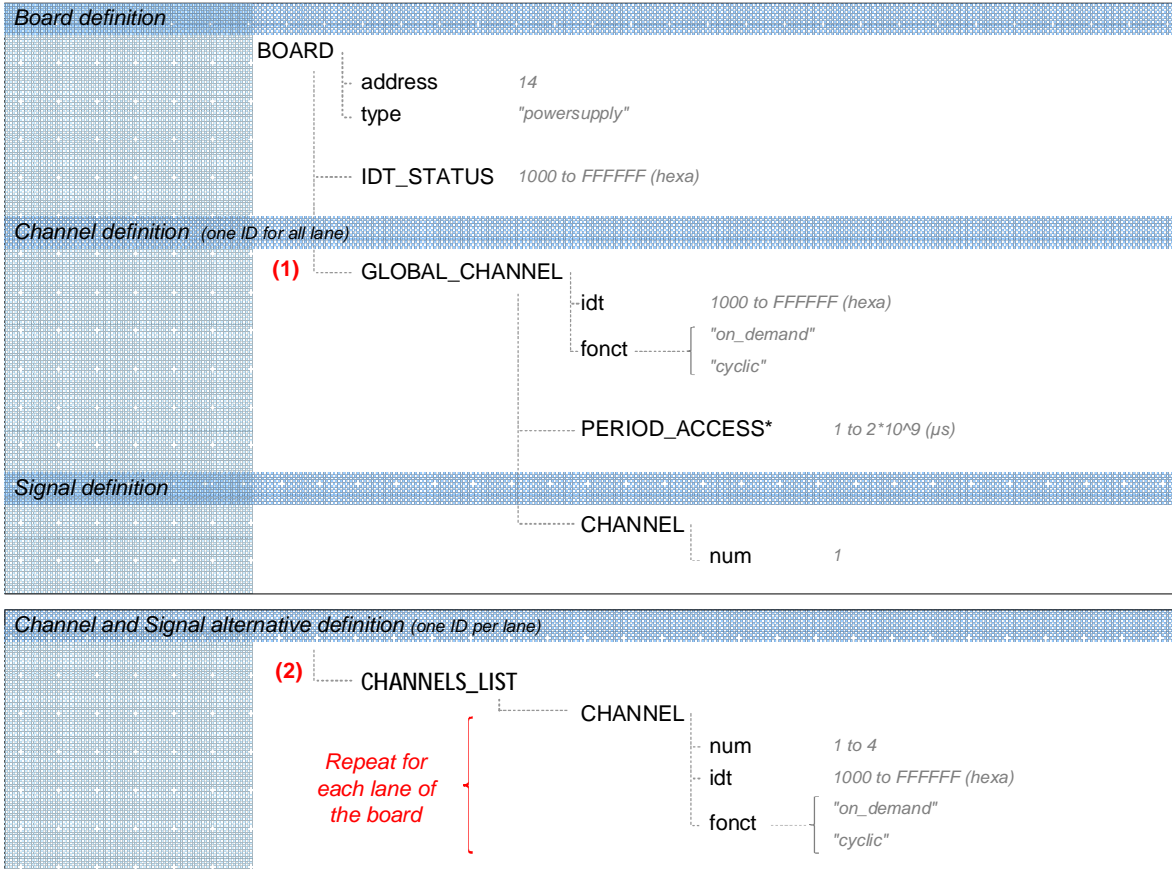 Board definition
BOARD
address 14
type "powersupply"
IDT_STATUS 1000 to FFFFFF (hexa)
Channel definition (one ID for all lane)
(1) GLOBAL_CHANNEL
idt 1000 to FFFFFF (hexa)
fonct "on_demand"
"cyclic"
PERIOD_ACCESS* 1 to 2*10^9 (µs)
Signal definition
CHANNEL
num 1
Channel and Signal alternative definition (one ID per lane)
(2) CHANNELS_LIST
CHANNEL
Repeat for
each lane of
the board
num 1 to 4
idt 1000 to FFFFFF (hexa)
fonct "on_demand"
"cyclic"